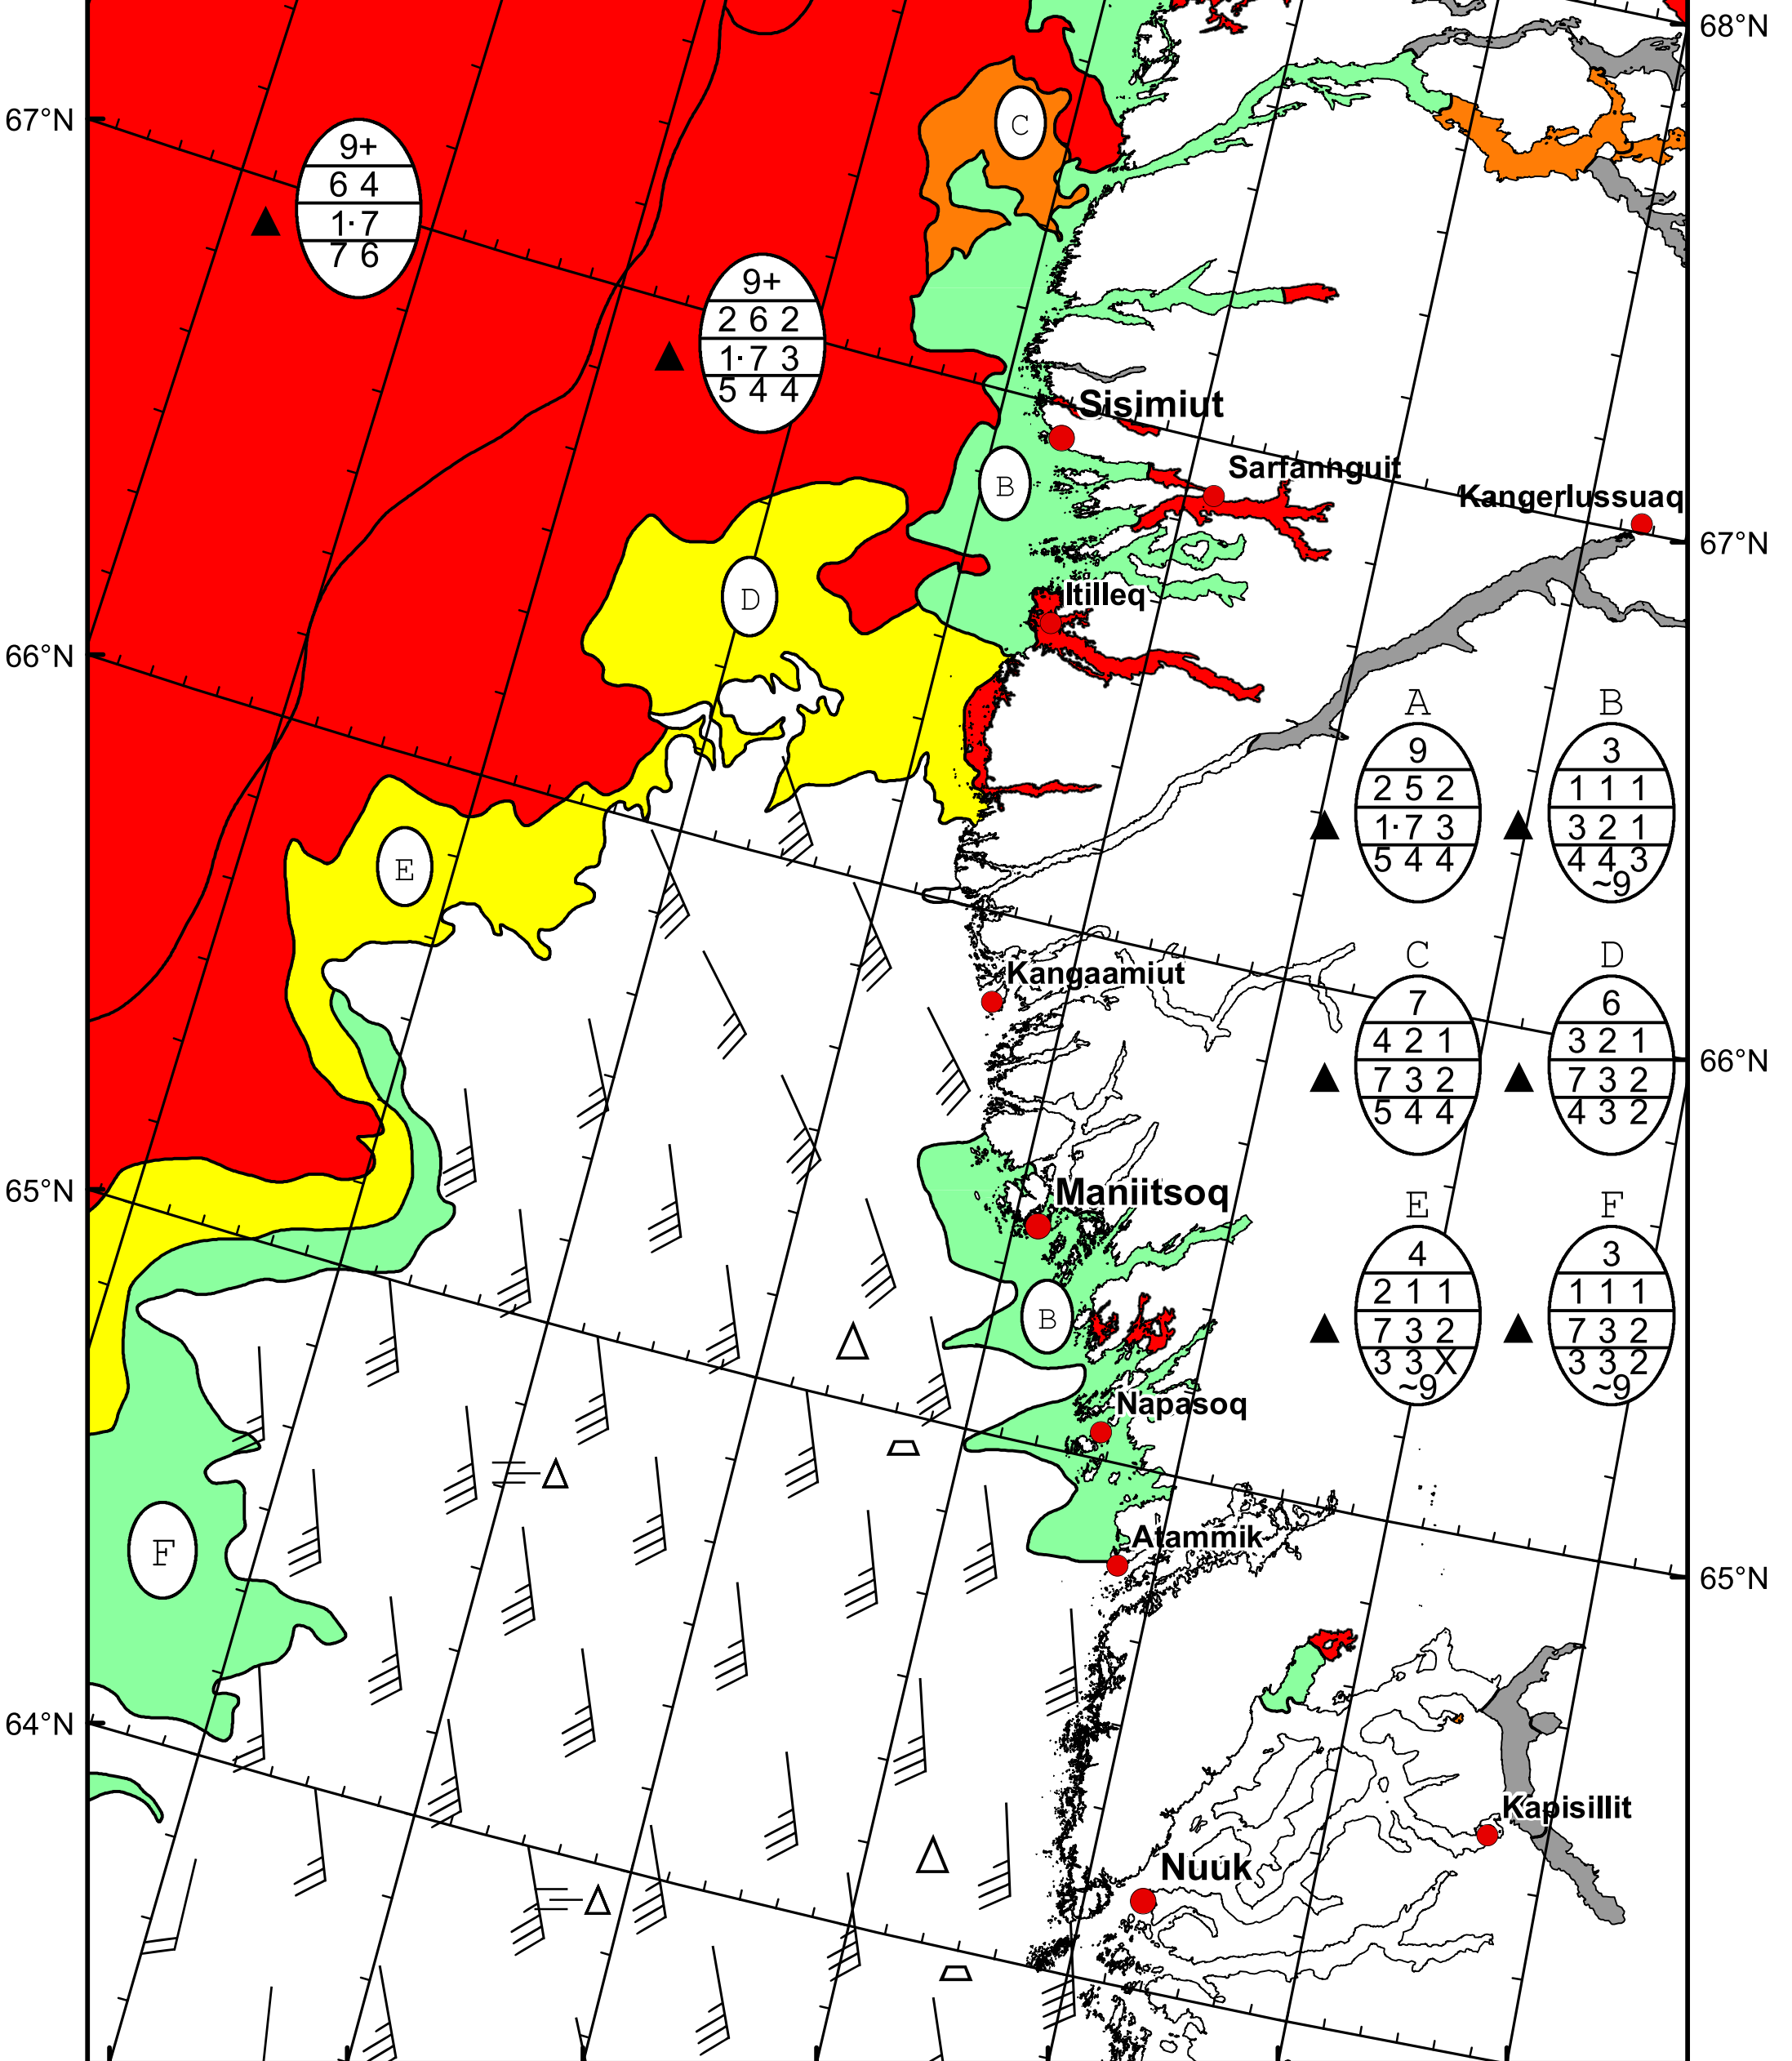 68°N
67°N
C
9+
6 4
1·7
7 6
9+
2 6 2
1·7 3
5 4 4
Sisimiut
Sarfannguit
Kangerlussuaq
B
67°N
D
Itilleq
66°N
A
9
2 5 2
1·7 3
5 4 4
B
3
1 1 1
3 2 1
4 4 3
~9
E
Kangaamiut
C
7
4 2 1
7 3 2
5 4 4
D
6
3 2 1
7 3 2
4 3 2
66°N
65°N
Maniitsoq
E
4
2 1 1
7 3 2
3 3 X
~9
F
3
1 1 1
7 3 2
3 3 2
~9
B
Napasoq
F
Atammik
65°N
64°N
Kapisillit
Nuuk